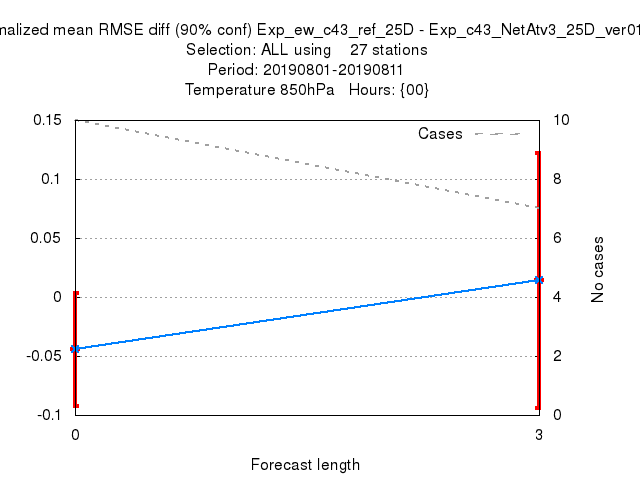 malized mean RMSE diff (90% conf) Exp_ew_c43_ref_25D - Exp_c43_NetAtv3_25D_ver01
Selection: ALL using 27 stations
Period: 20190801-20190811
Temperature 850hPa Hours: {00}
Cases
0.15
0.1
0.05
0
-0.05
-0.1
10
8
6
4
2
0
No cases
0
3
Forecast length